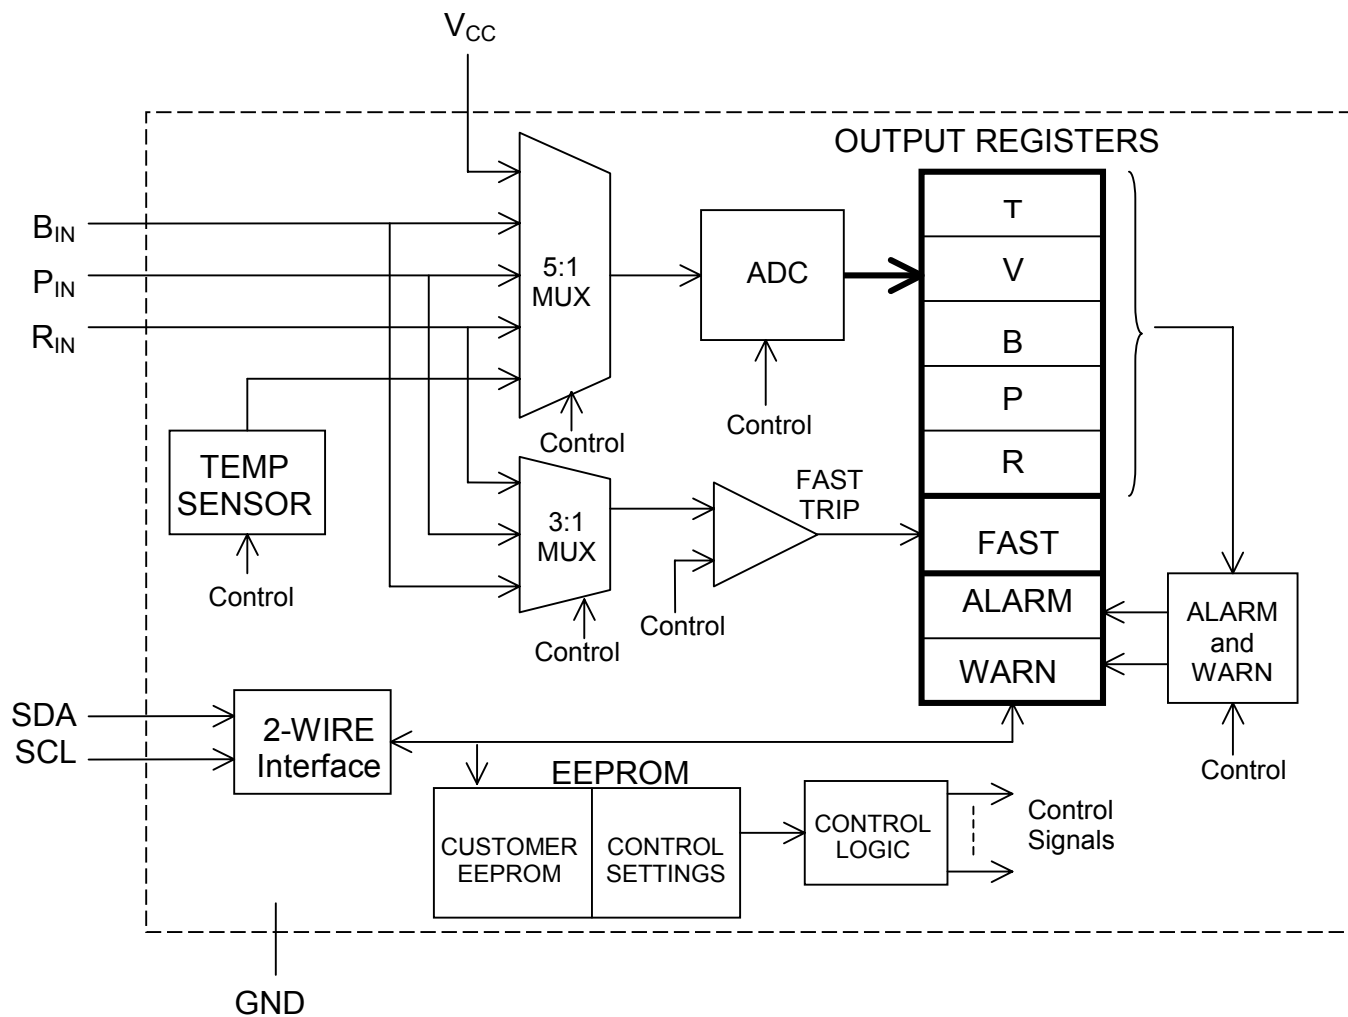 VCC
OUTPUT REGISTERS
BIN
PIN
RIN
5:1
MUX
ADC
T
V
B
P
R
Control
Control
TEMP
SENSOR
Control
3:1
MUX
Control
FAST
TRIP
Control
FAST
ALARM
WARN
ALARM
and
WARN
Control
SDA
SCL
2-WIRE
Interface
EEPROM
CUSTOMER
EEPROM
CONTROL
SETTINGS
CONTROL
LOGIC
Control
Signals
GND